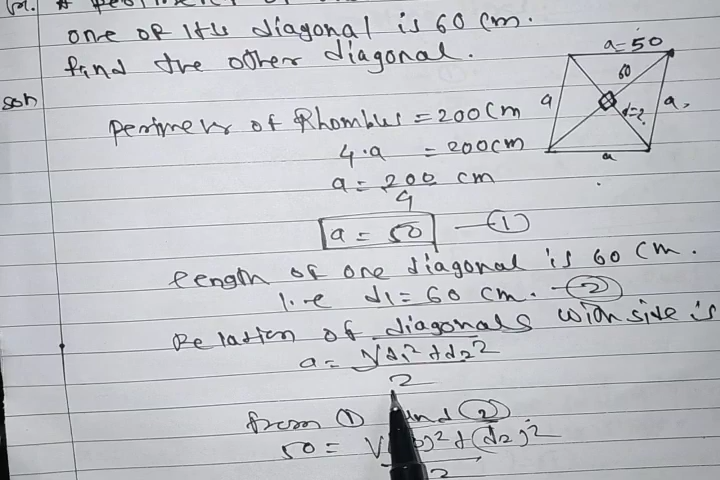 one of its diagonal is 60 cm.
find the other diagonal.
a = 50
60
a
d=2
a
a
soln
Perimeter of Rhombus = 200 cm
4·a = 200 cm
a = 200 cm
4
a = 50 — ①
length of one diagonal is 60 cm.
i.e d1 = 60 cm. — ②
Relation of diagonals with side is
a = √d1² + d2²
2
from ① and ②
50 = √ )² + (d2)²
2